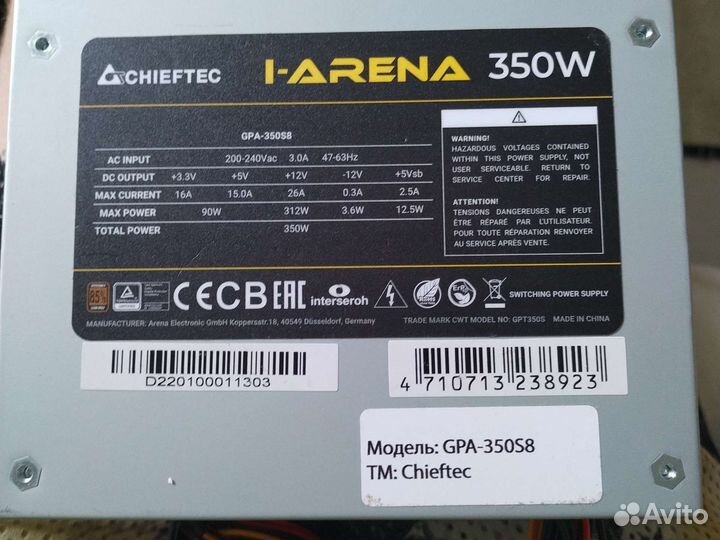 CHIEFTEC I-ARENA 350W
GPA-350S8
AC INPUT 200-240Vac 3.0A 47-63Hz
DC OUTPUT +3.3V +5V +12V -12V +5Vsb
MAX CURRENT 16A 15.0A 26A 0.3A 2.5A
MAX POWER 90W 312W 3.6W 12.5W
TOTAL POWER 350W
WARNING!
HAZARDOUS VOLTAGES CONTAINED
WITHIN THIS POWER SUPPLY, NOT
USER SERVICEABLE. RETURN TO
SERVICE CENTER FOR REPAIR.
ATTENTION!
TENSIONS DANGEREUSES NE PEUT
ÊTRE RÉPARÉ PAR L'UTILISATEUR.
POUR TOUTE RÉPARATION RENVOYER
AU SERVICE APRÈS VENTE.
85%
CE CB EAC interseroh RoHS ErP SWITCHING POWER SUPPLY
MANUFACTURER: Arena Electronic GmbH Koppersstr.18, 40549 Düsseldorf, Germany
TRADE MARK CWT MODEL NO: GPT350S MADE IN CHINA
D220100011303
4 710713 238923
Модель: GPA-350S8
TM: Chieftec
Avito